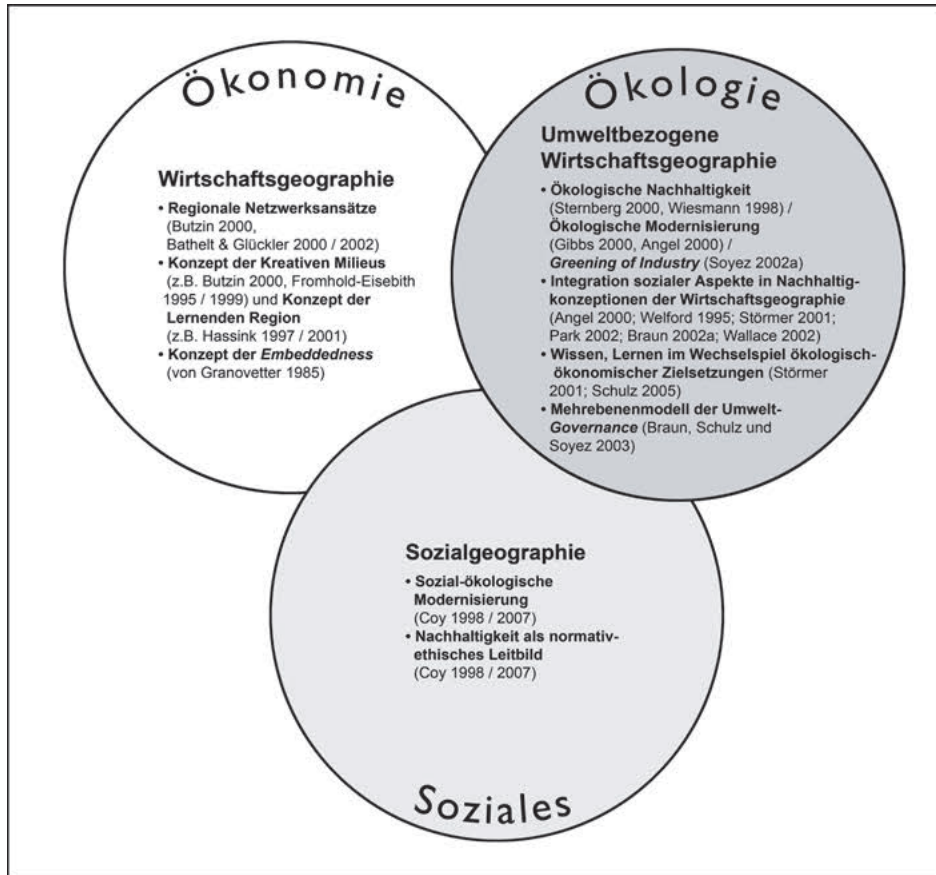 Ökonomie
Wirtschaftsgeographie
• Regionale Netzwerksansätze
(Butzin 2000,
Bathelt & Glückler 2000 / 2002)
• Konzept der Kreativen Milieus
(z.B. Butzin 2000, Fromhold-Eisebith
1995 / 1999) und Konzept der
Lernenden Region
(z.B. Hassink 1997 / 2001)
• Konzept der Embeddedness
(von Granovetter 1985)
Ökologie
Umweltbezogene
Wirtschaftsgeographie
• Ökologische Nachhaltigkeit
(Sternberg 2000, Wiesmann 1998) /
Ökologische Modernisierung
(Gibbs 2000, Angel 2000) /
Greening of Industry (Soyez 2002a)
• Integration sozialer Aspekte in Nachhaltig-
konzeptionen der Wirtschaftsgeographie
(Angel 2000; Welford 1995; Störmer 2001;
Park 2002; Braun 2002a; Wallace 2002)
• Wissen, Lernen im Wechselspiel ökologisch-
ökonomischer Zielsetzungen (Störmer
2001; Schulz 2005)
• Mehrebenenmodell der Umwelt-
Governance (Braun, Schulz und
Soyez 2003)
Sozialgeographie
• Sozial-ökologische
Modernisierung
(Coy 1998 / 2007)
• Nachhaltigkeit als normativ-
ethisches Leitbild
(Coy 1998 / 2007)
Soziales